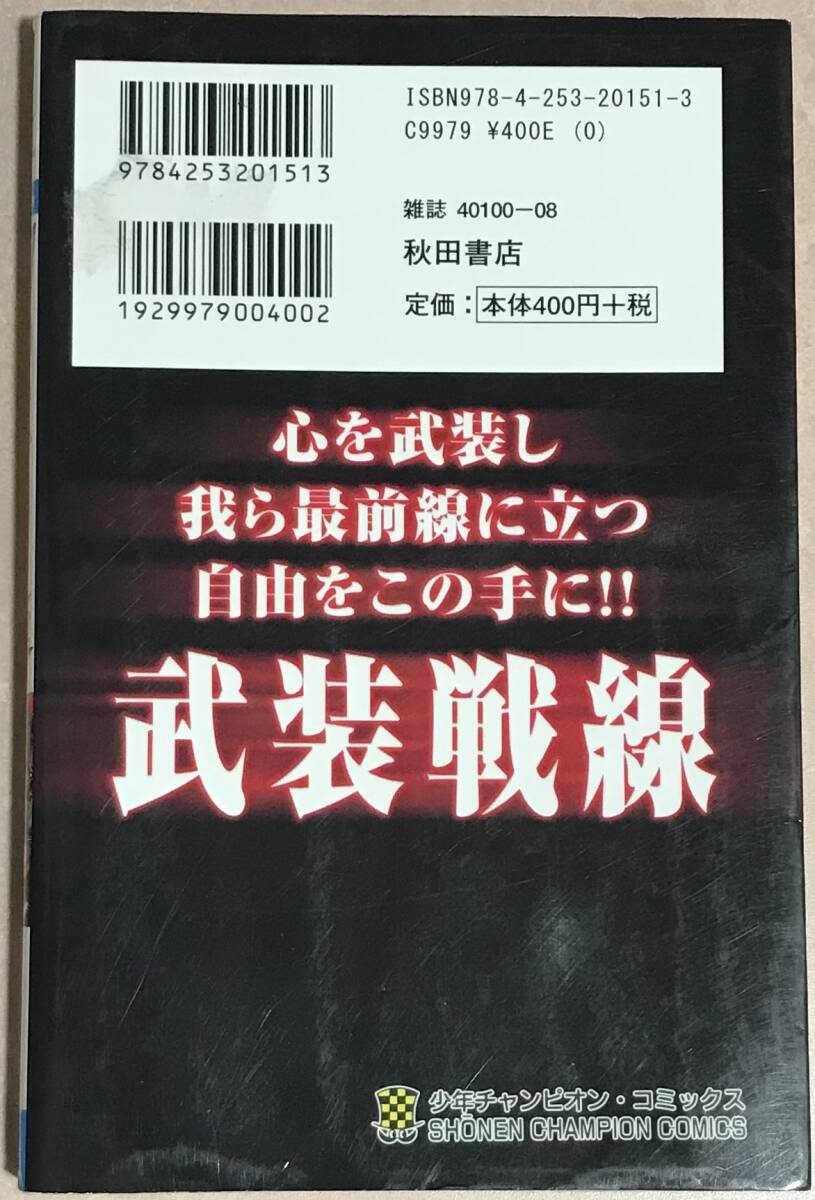 9784253201513
1929979004002
ISBN978-4-253-20151-3
C9979 ¥400E (0)
雑誌 40100-08
秋田書店
定価：本体400円+税
心を武装し
我ら最前線に立つ
自由をこの手に!!
武装戦線
少年チャンピオン・コミックス
SHŌNEN CHAMPION COMICS